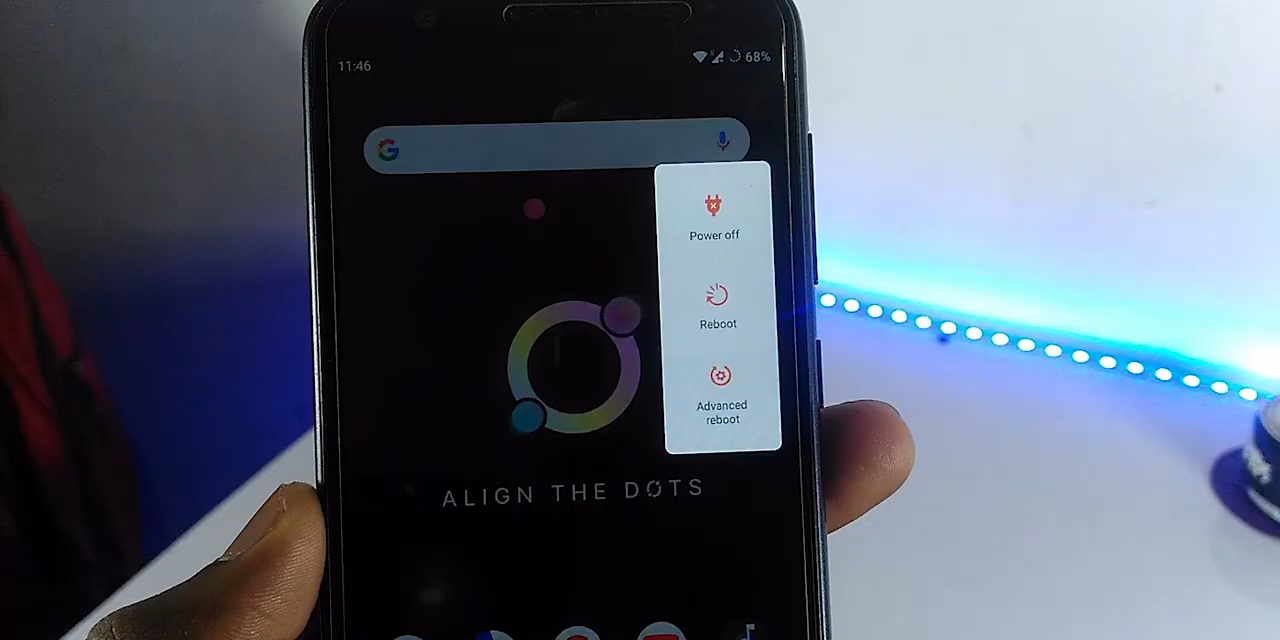 11:46
68%
G
Power off
Reboot
Advanced
reboot
ALIGN THE DOTS